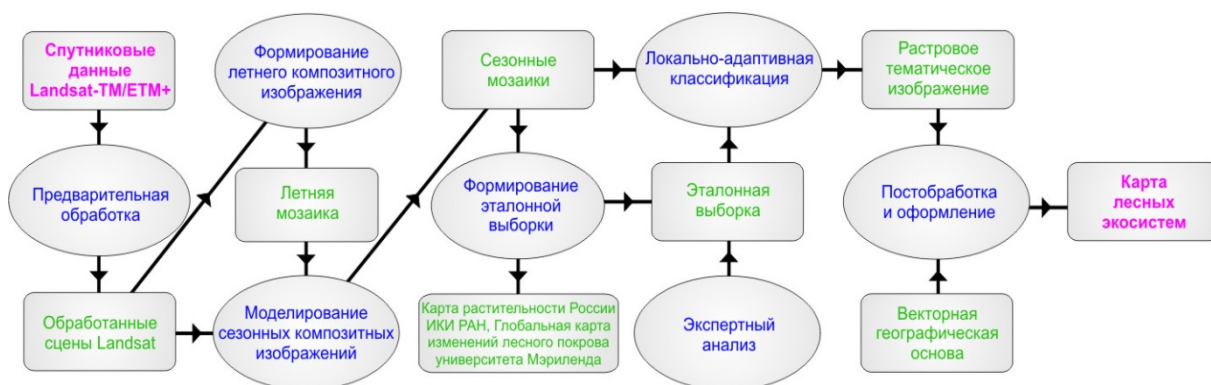 Спутниковые
данные
Landsat-TM/ETM+
Предварительная
обработка
Обработанные
сцены Landsat
Формирование
летнего композитного
изображения
Летняя
мозаика
Моделирование
сезонных композитных
изображений
Сезонные
мозаики
Формирование
эталонной
выборки
Карта растительности России
ИКИ РАН, Глобальная карта
изменений лесного покрова
университета Мэриленда
Локально-адаптивная
классификация
Эталонная
выборка
Экспертный
анализ
Растровое
тематическое
изображение
Постобработка
и оформление
Векторная
географическая
основа
Карта
лесных
экосистем